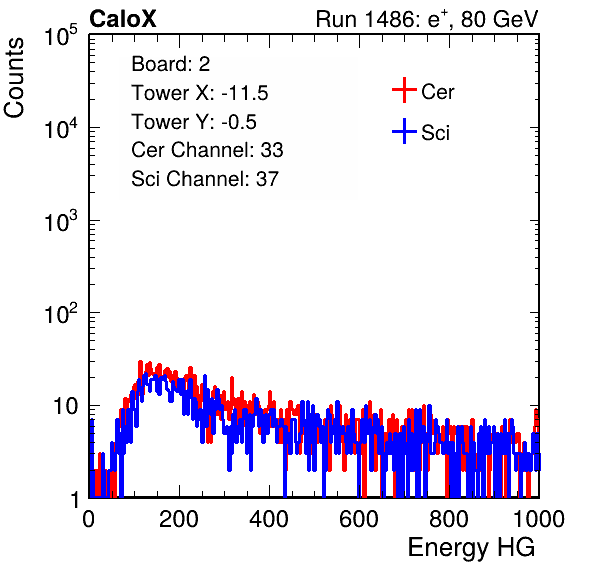 CaloX
Run 1486: e⁺, 80 GeV
Counts
10⁵
10⁴
10³
10²
10
1
Board: 2
Tower X: -11.5
Tower Y: -0.5
Cer Channel: 33
Sci Channel: 37
Cer
Sci
0 200 400 600 800 1000
Energy HG